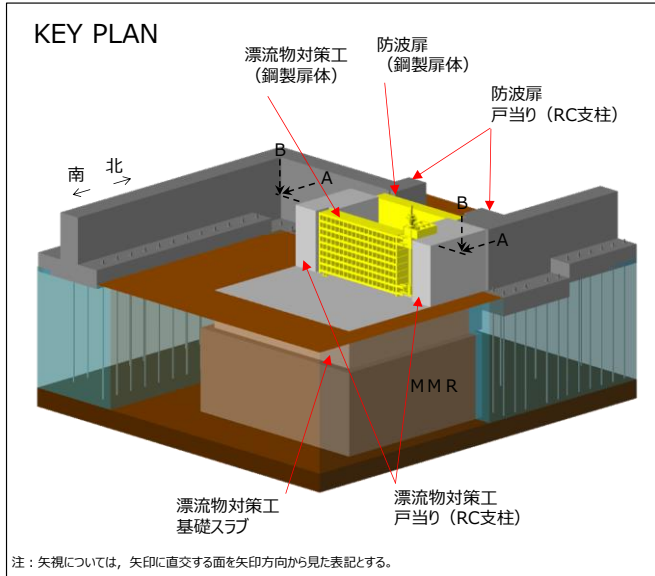 KEY PLAN
漂流物対策工
（鋼製扉体）
防波扉
（鋼製扉体）
防波扉
戸当り（RC支柱）
南 北
B
A
B
A
MMR
漂流物対策工
基礎スラブ
漂流物対策工
戸当り（RC支柱）
注：矢視については，矢印に直交する面を矢印方向から見た表記とする。